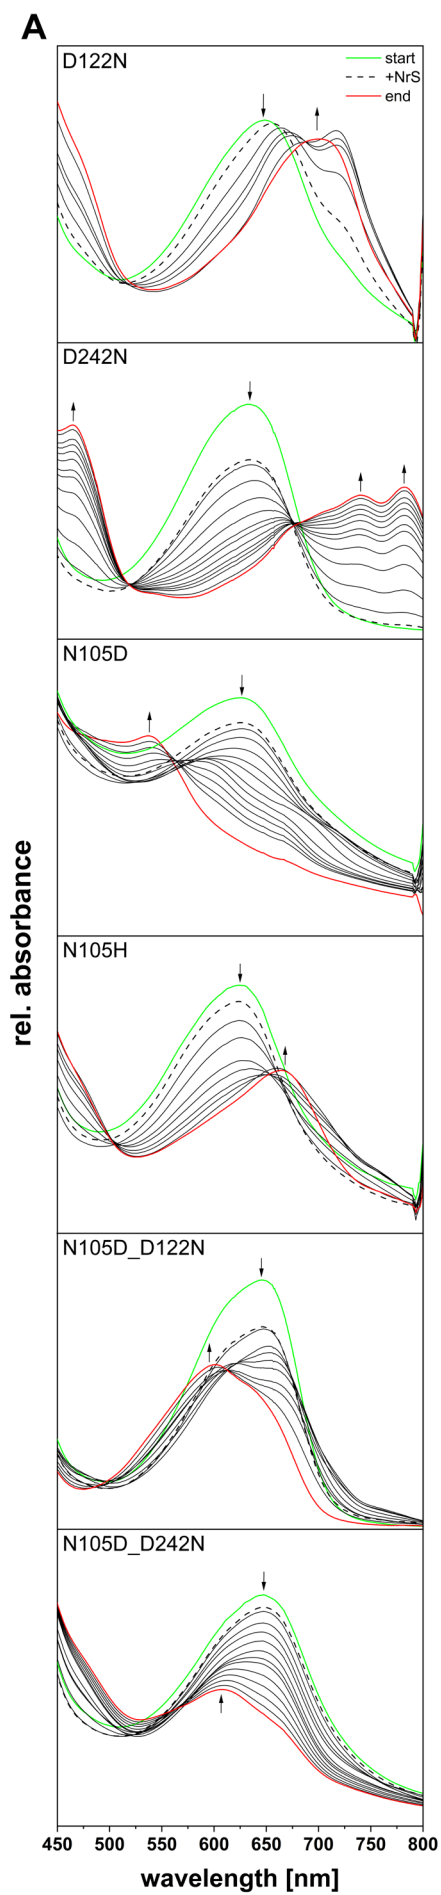 A
D122N
start
+NrS
end
D242N
N105D
rel. absorbance
N105H
N105D_D122N
N105D_D242N
450 500 550 600 650 700 750 800
wavelength [nm]